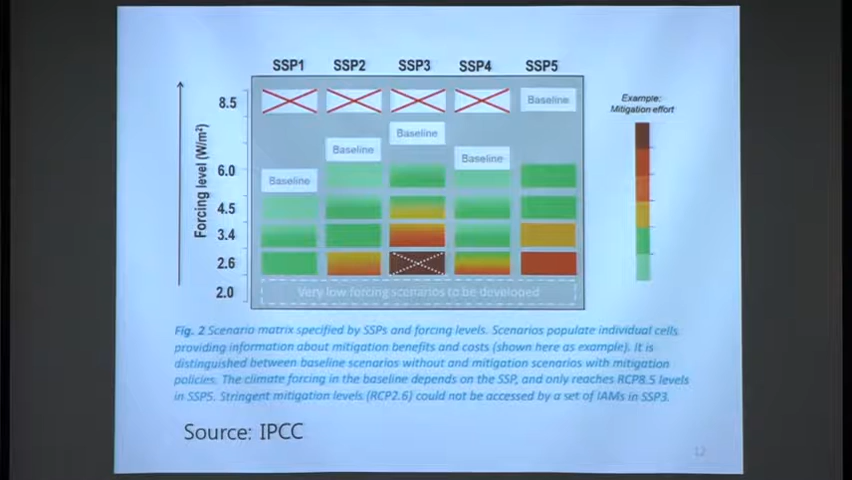 SSP1 SSP2 SSP3 SSP4 SSP5
8.5
Baseline
Example:
Mitigation effort
Baseline
Baseline
Baseline
6.0
Baseline
Forcing level (W/m²)
4.5
3.4
2.6
2.0
Very low forcing scenarios to be developed
Fig. 2 Scenario matrix specified by SSPs and forcing levels. Scenarios populate individual cells
providing information about mitigation benefits and costs (shown here as example). It is
distinguished between baseline scenarios without and mitigation scenarios with mitigation
policies. The climate forcing in the baseline depends on the SSP, and only reaches RCP8.5 levels
in SSP5. Stringent mitigation levels (RCP2.6) could not be accessed by a set of IAMs in SSP3.
Source: IPCC
12